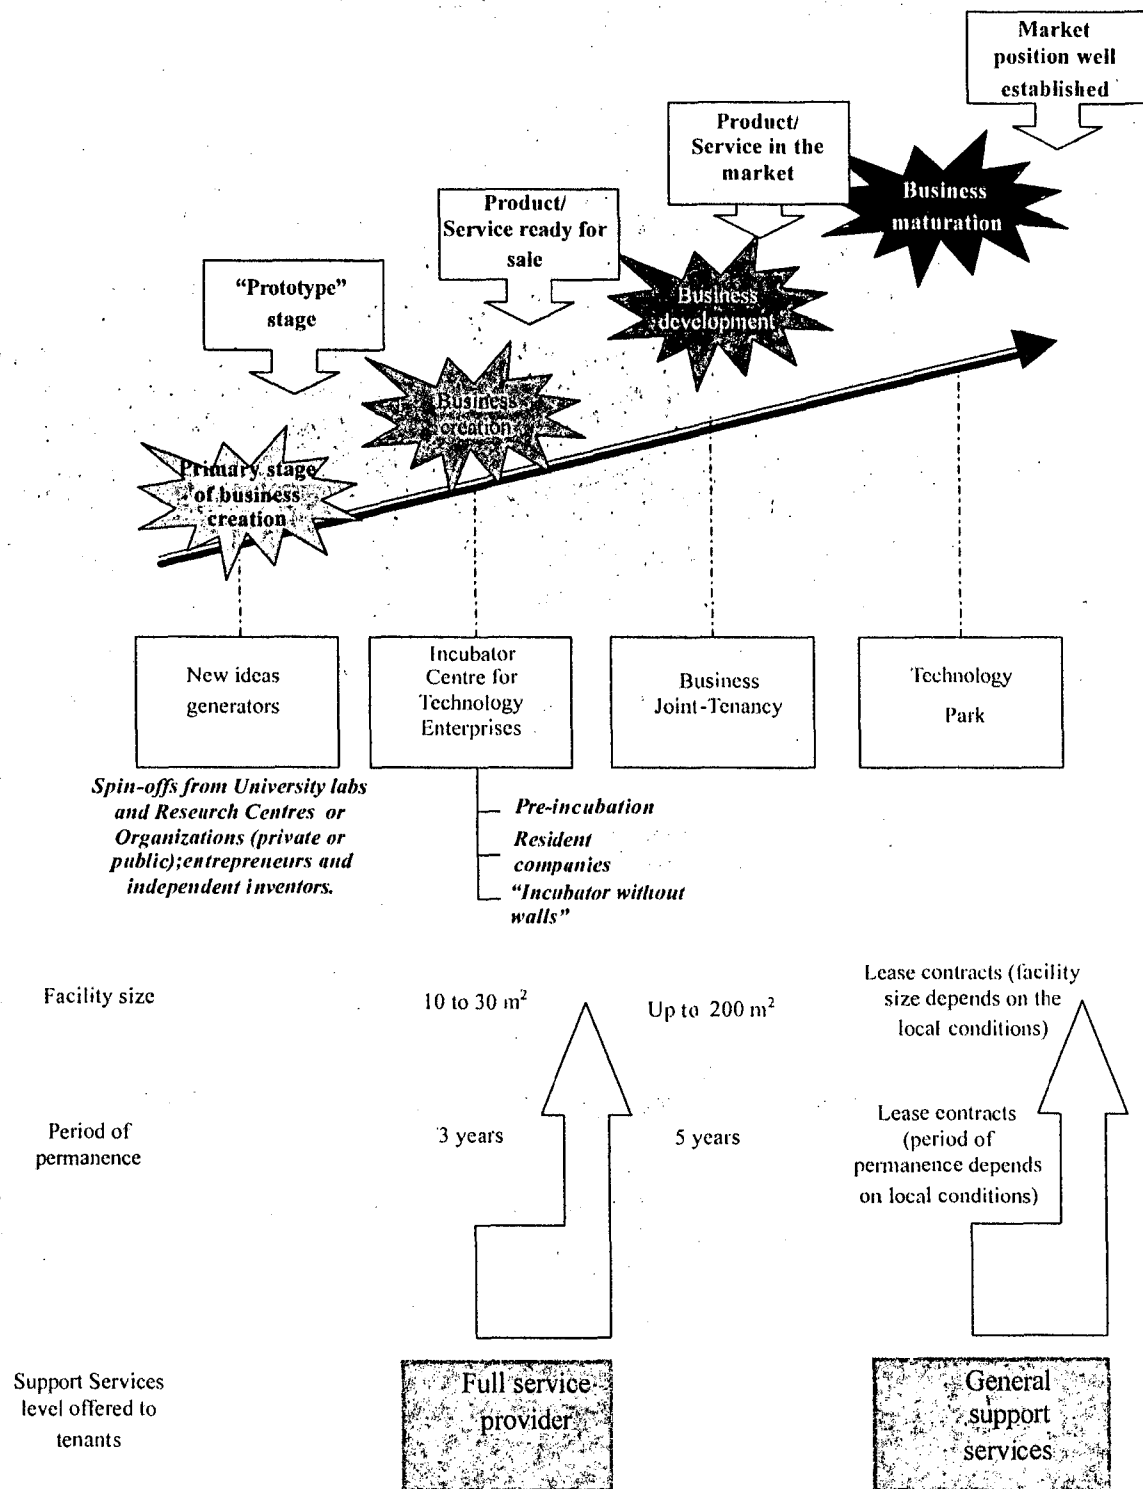 Market
position well
established
Product/
Service in the
market
Business
maturation
Product/
Service ready for
sale
Business
development
"Prototype"
stage
Business
creation
Primary stage
of business
creation
New ideas
generators
Incubator
Centre for
Technology
Enterprises
Business
Joint-Tenancy
Technology
Park
Spin-offs from University labs
and Research Centres or
Organizations (private or
public);entrepreneurs and
independent inventors.
Pre-incubation
Resident
companies
"Incubator without
walls"
Facility size
10 to 30 m²
Up to 200 m²
Lease contracts (facility
size depends on the
local conditions)
Period of
permanence
3 years
5 years
Lease contracts
(period of
permanence depends
on local conditions)
Support Services
level offered to
tenants
Full service
provider
General
support
services